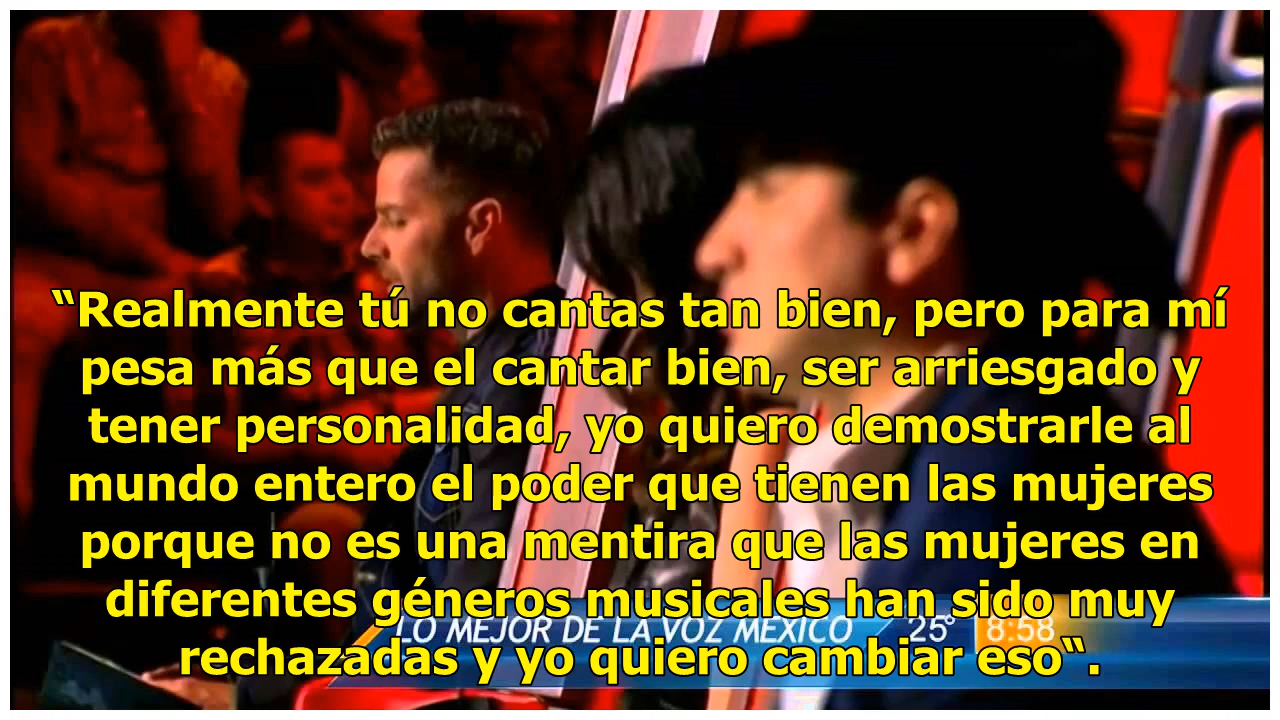 “Realmente tú no cantas tan bien, pero para mí
pesa más que el cantar bien, ser arriesgado y
tener personalidad, yo quiero demostrarle al
mundo entero el poder que tienen las mujeres
porque no es una mentira que las mujeres en
diferentes géneros musicales han sido muy
LO MEJOR DE LA VOZ MÉXICO 25° 8:58
rechazadas y yo quiero cambiar eso“.